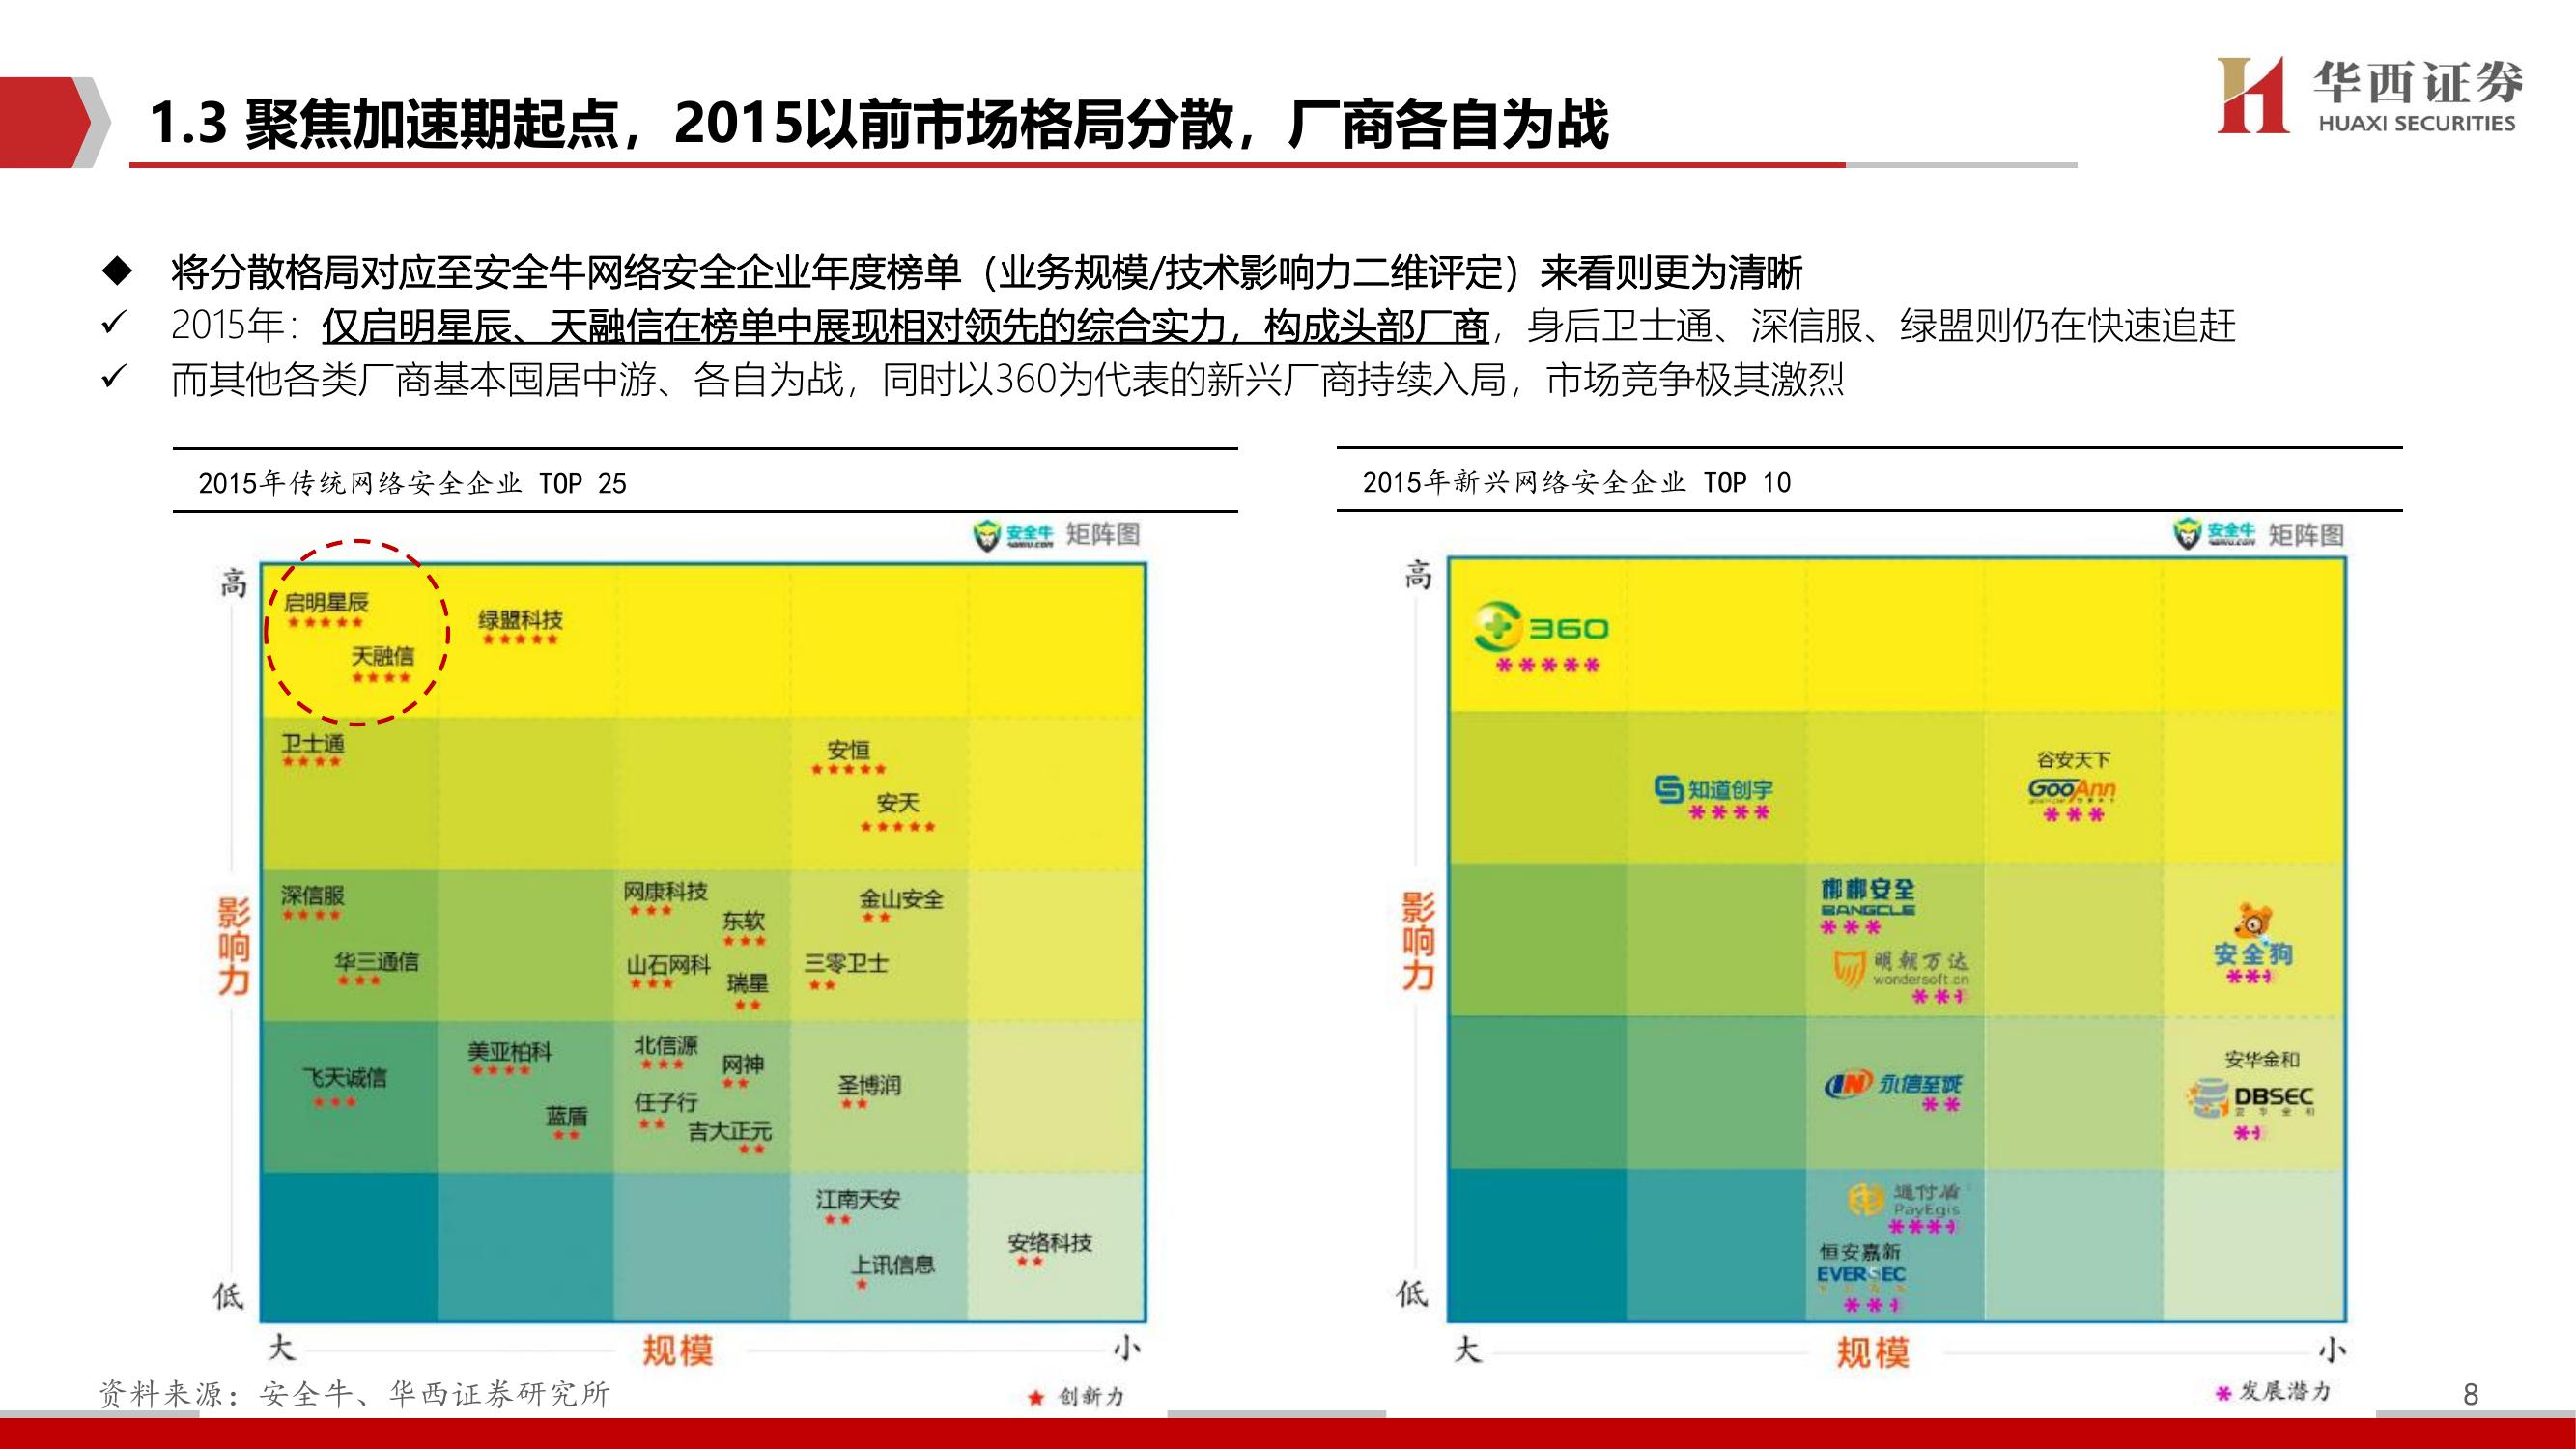 1.3 聚焦加速期起点，2015以前市场格局分散，厂商各自为战
华西证券
HUAXI SECURITIES
◆ 将分散格局对应至安全牛网络安全企业年度榜单（业务规模/技术影响力二维评定）来看则更为清晰
✓ 2015年：仅启明星辰、天融信在榜单中展现相对领先的综合实力，构成头部厂商，身后卫士通、深信服、绿盟则仍在快速追赶
✓ 而其他各类厂商基本囤居中游、各自为战，同时以360为代表的新兴厂商持续入局，市场竞争极其激烈
2015年传统网络安全企业 TOP 25
安全牛 矩阵图
高
启明星辰
★★★★★
绿盟科技
★★★★★
天融信
★★★★
卫士通
★★★★
安恒
★★★★★
安天
★★★★★
影响力
深信服
★★★★
网康科技
★★★
金山安全
★★
东软
★★★
华三通信
★★★
山石网科
★★★
三零卫士
★★
瑞星
★★
美亚柏科
★★★★
北信源
★★★
网神
★★
飞天诚信
★★★
圣博润
★★
蓝盾
★★
任子行
★★
吉大正元
★★
江南天安
★★
安络科技
★★
上讯信息
★
低
大
规模
小
★ 创新力
2015年新兴网络安全企业 TOP 10
安全牛 矩阵图
高
360
知道创宇
谷安天下
GooAnn
影响力
梆梆安全
BANGCLE
明朝万达
wondersoft.cn
安全狗
永信至诚
安华金和
DBSEC
安华金和
通付盾
PayEgis
恒安嘉新
EVERSEC
低
大
规模
小
* 发展潜力
资料来源：安全牛、华西证券研究所
8